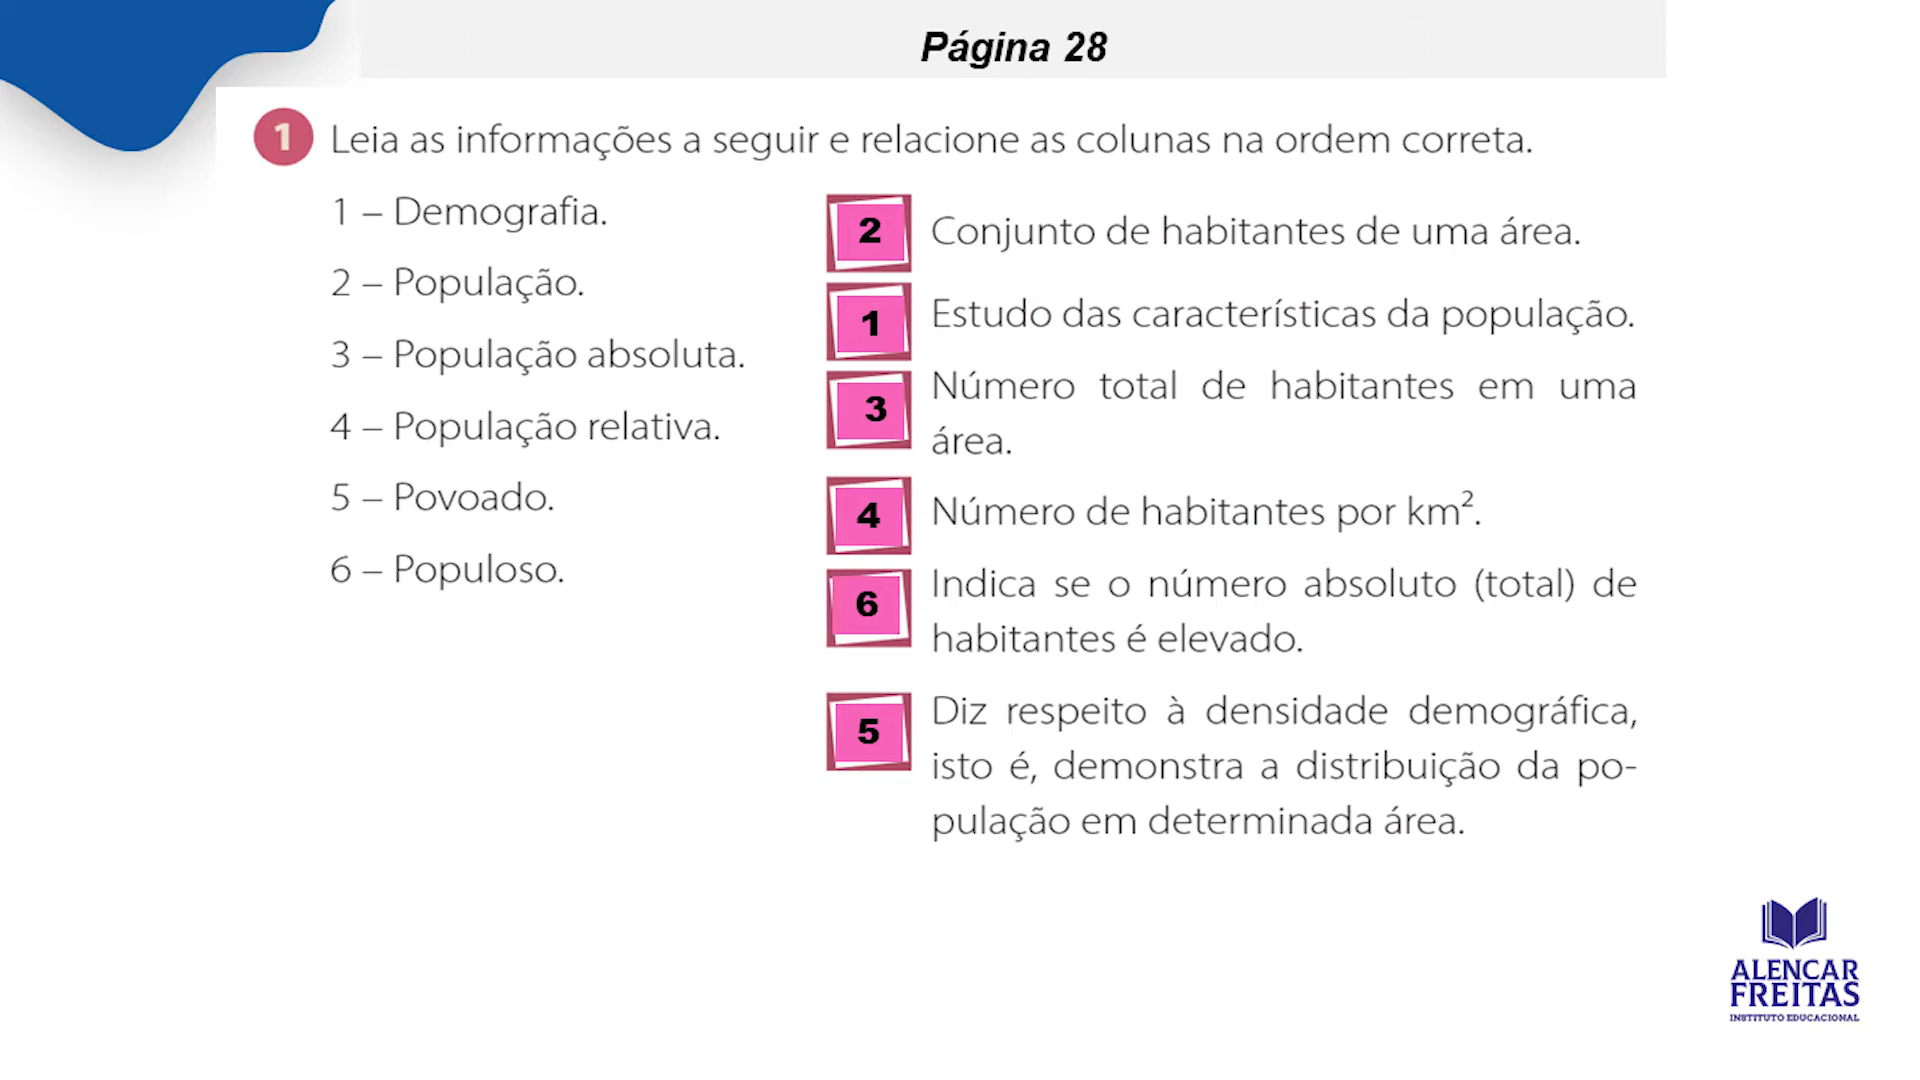 Página 28
1 Leia as informações a seguir e relacione as colunas na ordem correta.
1 – Demografia.
2 – População.
3 – População absoluta.
4 – População relativa.
5 – Povoado.
6 – Populoso.
2 Conjunto de habitantes de uma área.
1 Estudo das características da população.
3 Número total de habitantes em uma
área.
4 Número de habitantes por km².
6 Indica se o número absoluto (total) de
habitantes é elevado.
5 Diz respeito à densidade demográfica,
isto é, demonstra a distribuição da po-
pulação em determinada área.
ALENCAR
FREITAS
INSTITUTO EDUCACIONAL